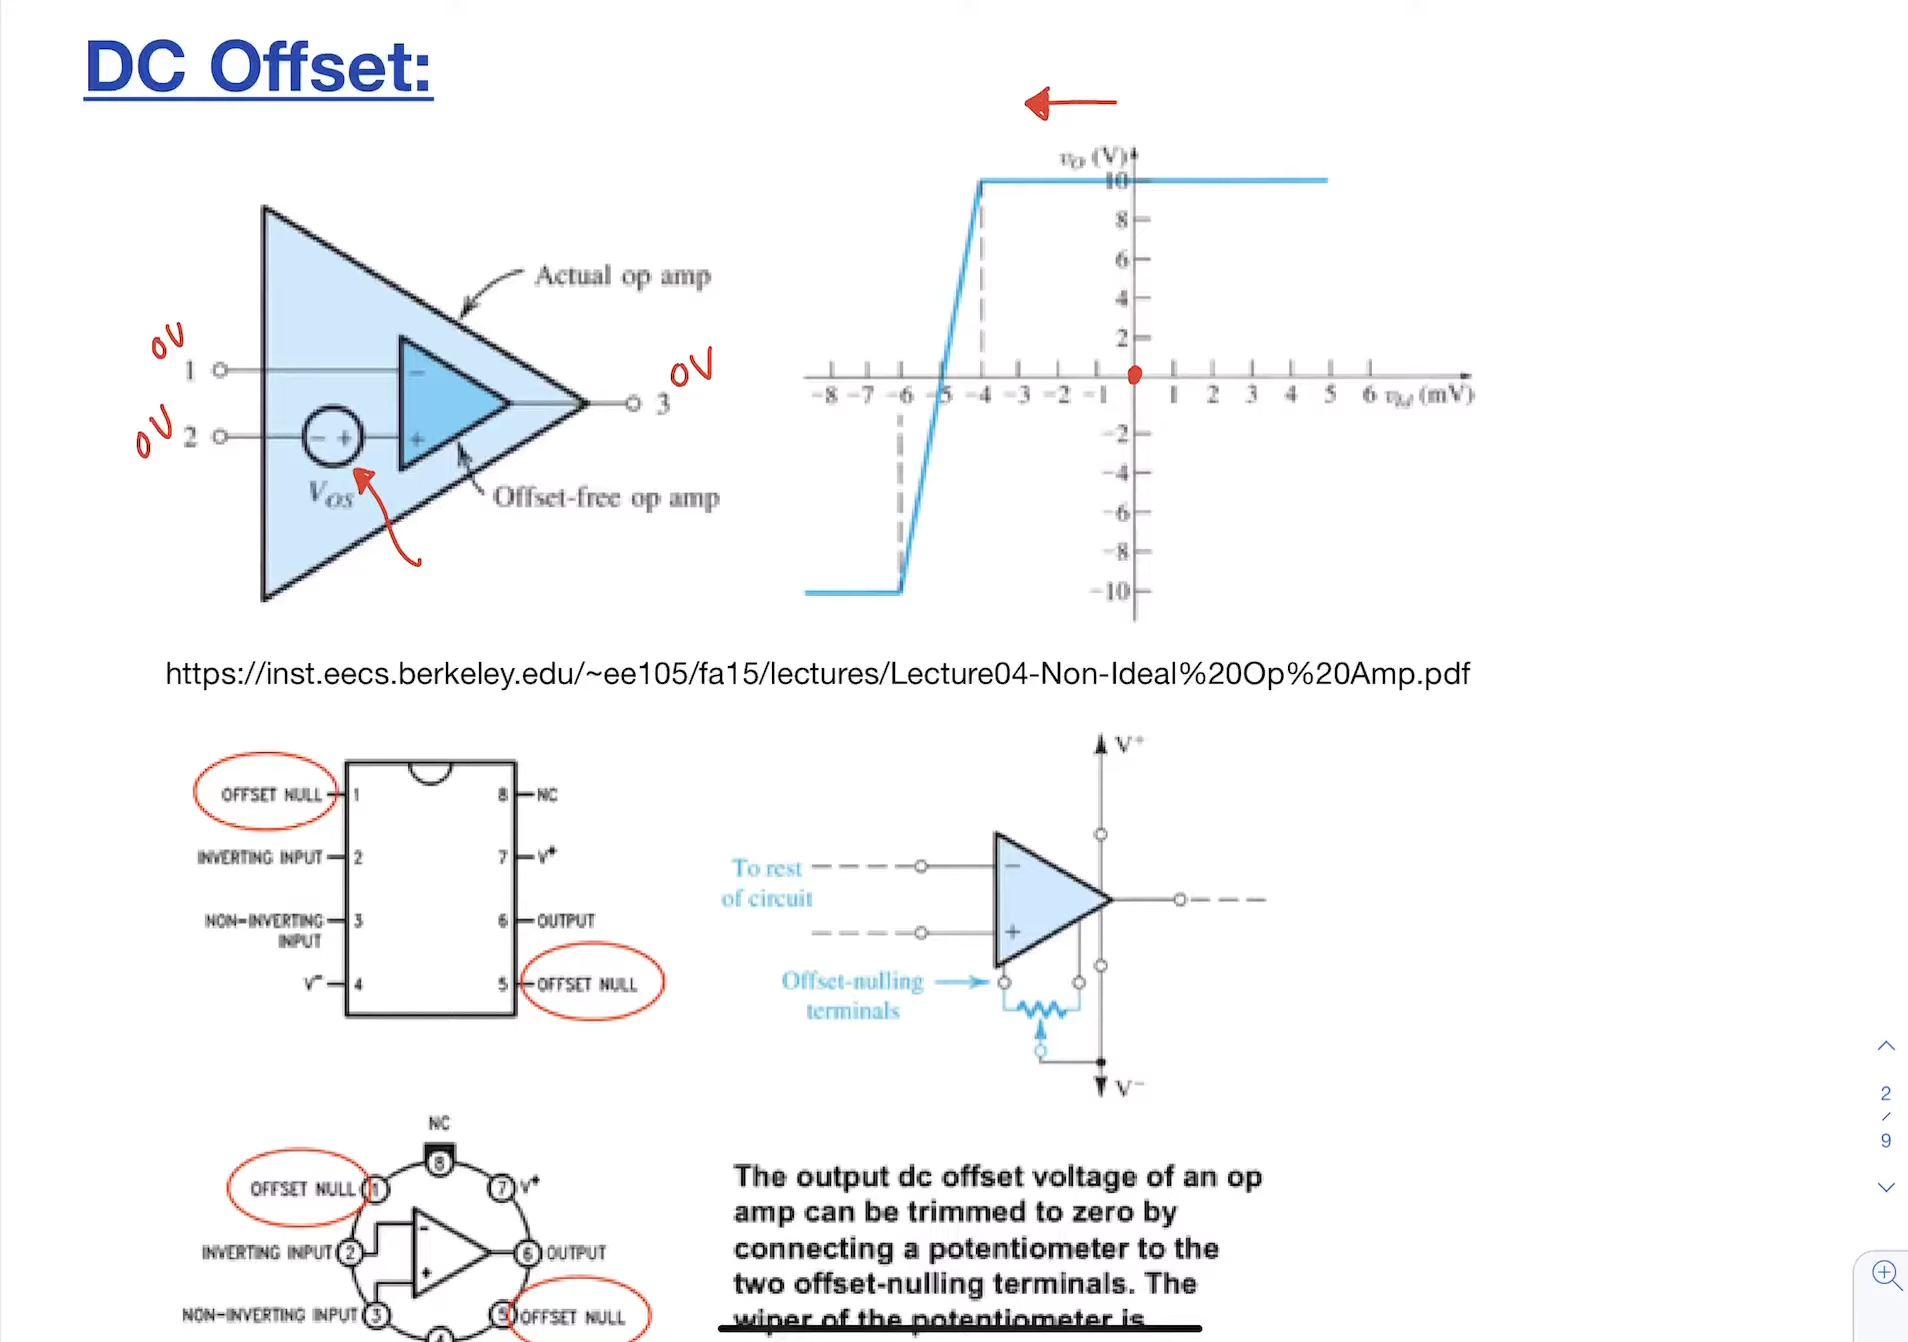 DC Offset:
Actual op amp
0V
1
3
0V
0V
2
- +
V_OS
Offset-free op amp
v_O (V)
10
8
6
4
2
-8 -7 -6 -5 -4 -3 -2 -1 1 2 3 4 5 6 v_Id (mV)
-2
-4
-6
-8
-10
https://inst.eecs.berkeley.edu/~ee105/fa15/lectures/Lecture04-Non-Ideal%20Op%20Amp.pdf
OFFSET NULL 1 8 NC
INVERTING INPUT 2 7 V+
NON-INVERTING 3 6 OUTPUT
INPUT
V- 4 5 OFFSET NULL
V+
To rest
of circuit
-
+
Offset-nulling
terminals
V-
2
/
9
NC
8
OFFSET NULL 1 7 V+
INVERTING INPUT 2 6 OUTPUT
NON-INVERTING INPUT 3 5 OFFSET NULL
4
The output dc offset voltage of an op
amp can be trimmed to zero by
connecting a potentiometer to the
two offset-nulling terminals. The
wiper of the potentiometer is